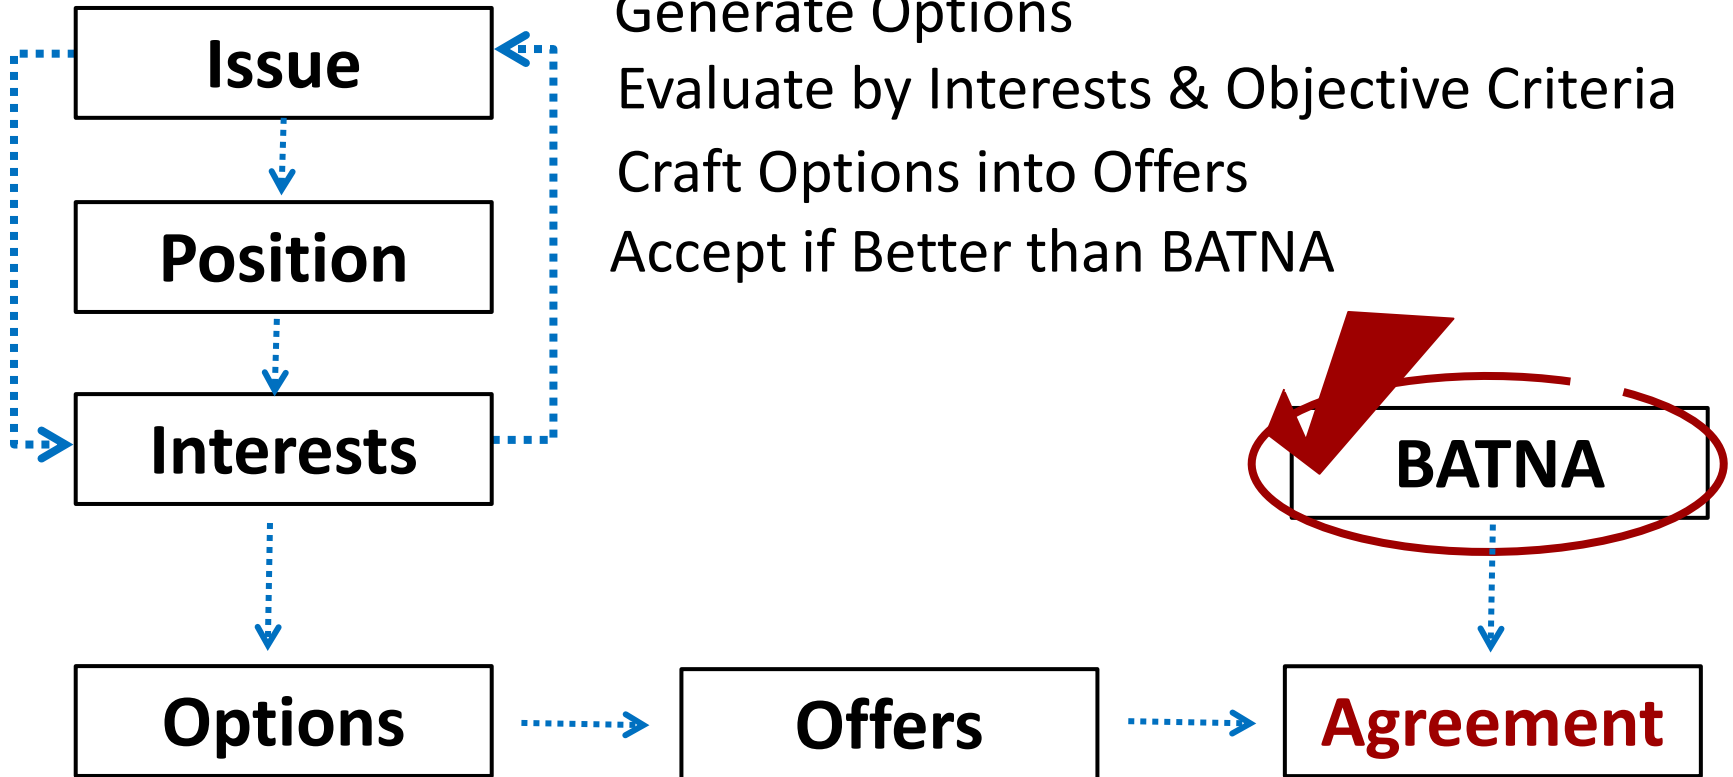 Generate Options
Issue
Evaluate by Interests & Objective Criteria
Craft Options into Offers
Position
Accept if Better than BATNA
Interests
BATNA
Options
Offers
Agreement